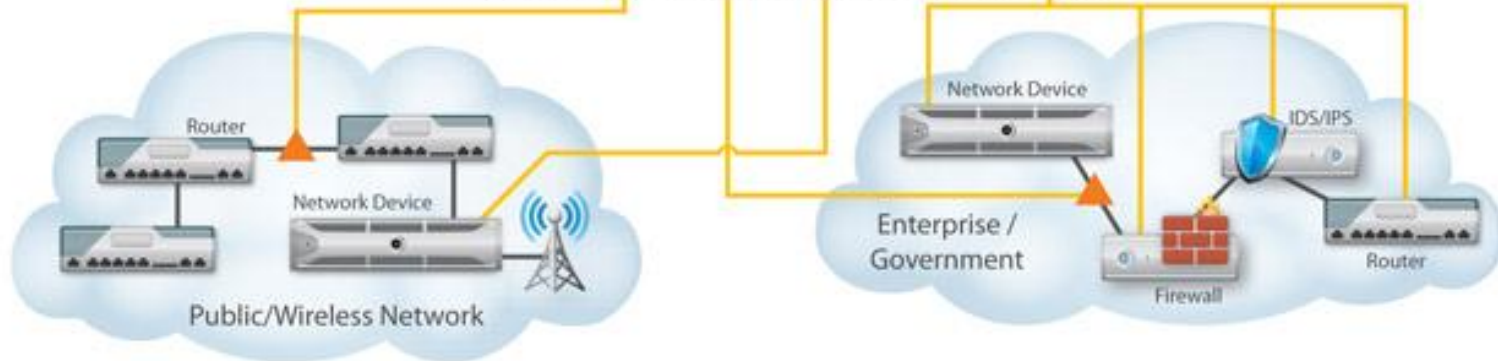 Router
Network Device
Public/Wireless Network
Network Device
IDS/IPS
Enterprise /
Government
Firewall
Router